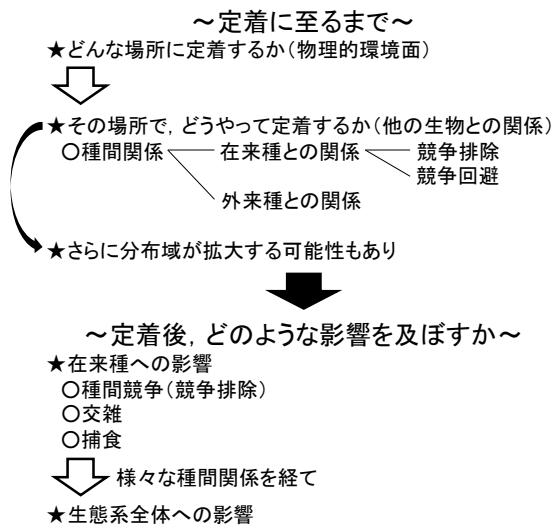 ～定着に至るまで～
★どんな場所に定着するか（物理的環境面）
★その場所で，どうやって定着するか（他の生物との関係）
○種間関係 在来種との関係 競争排除
競争回避
外来種との関係
★さらに分布域が拡大する可能性もあり
～定着後，どのような影響を及ぼすか～
★在来種への影響
○種間競争（競争排除）
○交雑
○捕食
様々な種間関係を経て
★生態系全体への影響